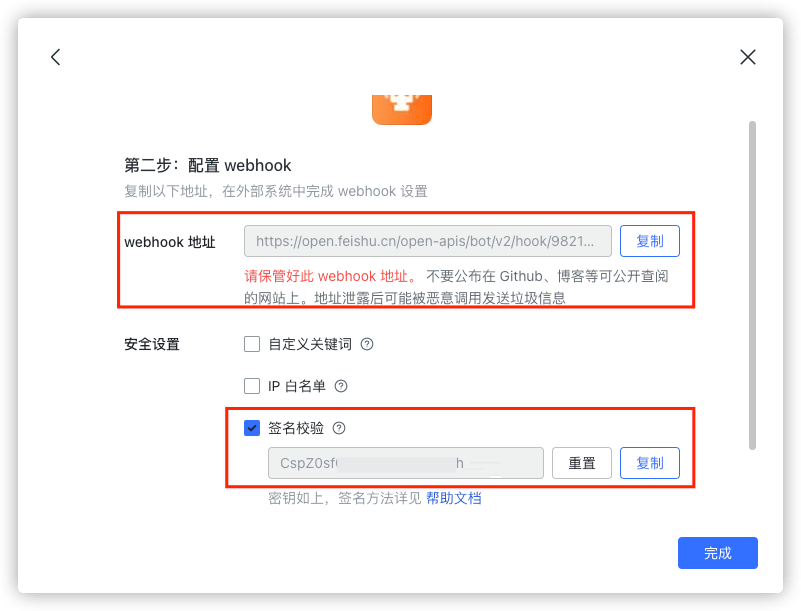 第二步：配置 webhook
复制以下地址，在外部系统中完成 webhook 设置
webhook 地址
https://open.feishu.cn/open-apis/bot/v2/hook/9821...
复制
请保管好此 webhook 地址。 不要公布在 Github、博客等可公开查阅
的网站上。地址泄露后可能被恶意调用发送垃圾信息
安全设置
自定义关键词
IP 白名单
签名校验
重置
复制
密钥如上，签名方法详见 帮助文档
完成